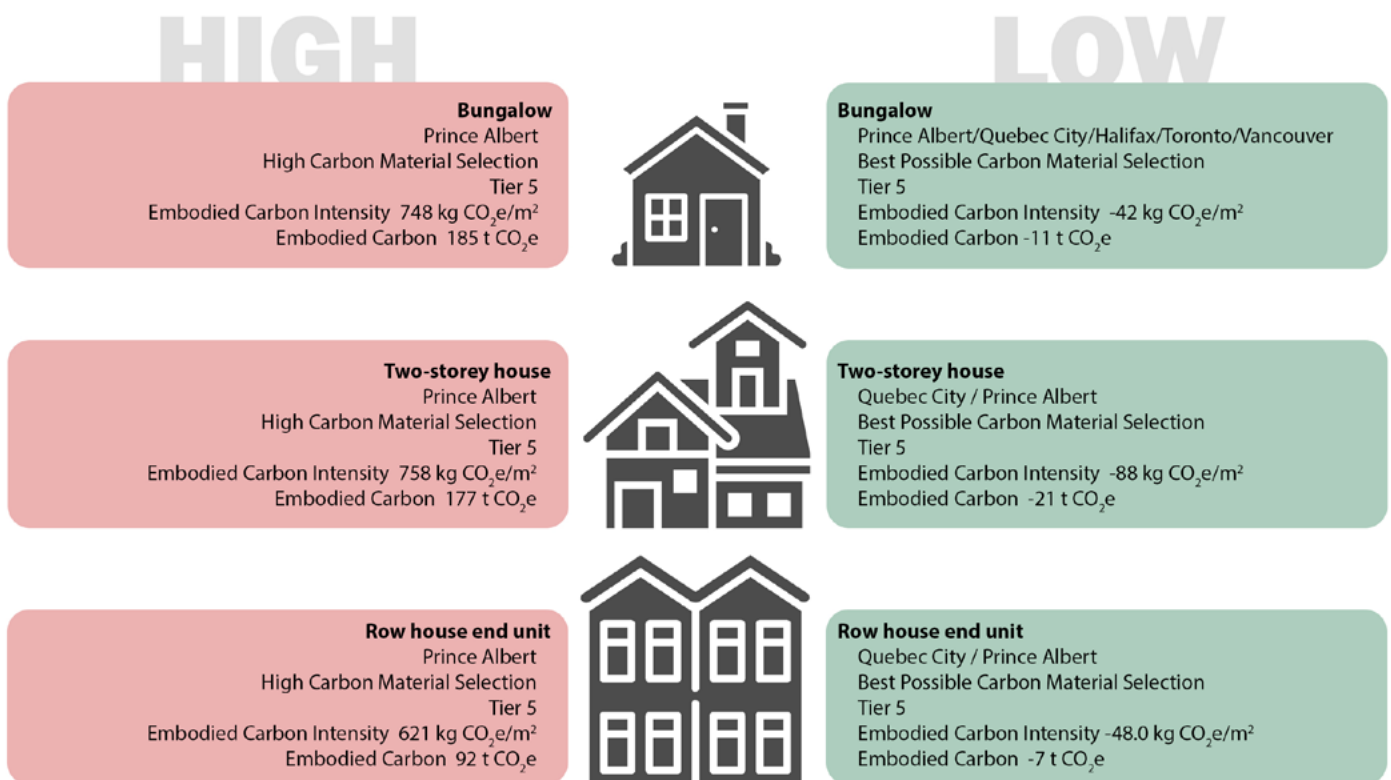 HIGH
LOW
Bungalow
Prince Albert
High Carbon Material Selection
Tier 5
Embodied Carbon Intensity 748 kg CO₂e/m²
Embodied Carbon 185 t CO₂e
Bungalow
Prince Albert/Quebec City/Halifax/Toronto/Vancouver
Best Possible Carbon Material Selection
Tier 5
Embodied Carbon Intensity -42 kg CO₂e/m²
Embodied Carbon -11 t CO₂e
Two-storey house
Prince Albert
High Carbon Material Selection
Tier 5
Embodied Carbon Intensity 758 kg CO₂e/m²
Embodied Carbon 177 t CO₂e
Two-storey house
Quebec City / Prince Albert
Best Possible Carbon Material Selection
Tier 5
Embodied Carbon Intensity -88 kg CO₂e/m²
Embodied Carbon -21 t CO₂e
Row house end unit
Prince Albert
High Carbon Material Selection
Tier 5
Embodied Carbon Intensity 621 kg CO₂e/m²
Embodied Carbon 92 t CO₂e
Row house end unit
Quebec City / Prince Albert
Best Possible Carbon Material Selection
Tier 5
Embodied Carbon Intensity -48.0 kg CO₂e/m²
Embodied Carbon -7 t CO₂e